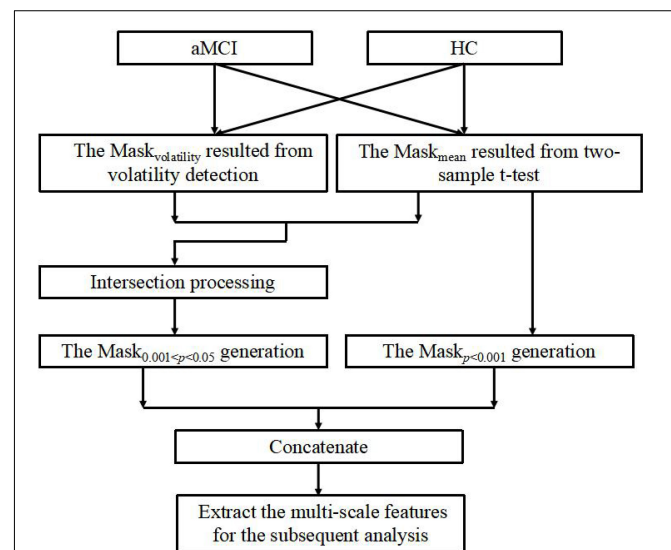 aMCI
HC
The Maskvolatility resulted from
volatility detection
The Maskmean resulted from two-
sample t-test
Intersection processing
The Mask0.001<p<0.05 generation
The Maskp<0.001 generation
Concatenate
Extract the multi-scale features
for the subsequent analysis